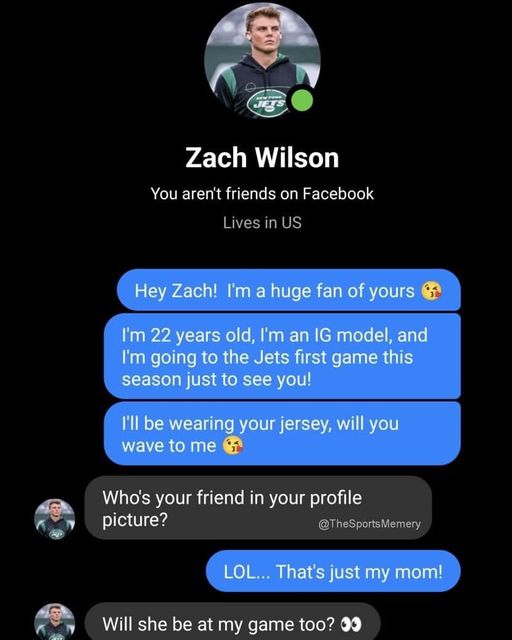 NEW YORK
JETS
Zach Wilson
You aren't friends on Facebook
Lives in US
Hey Zach!  I'm a huge fan of yours 😘
I'm 22 years old, I'm an IG model, and
I'm going to the Jets first game this
season just to see you!
I'll be wearing your jersey, will you
wave to me 😘
Who's your friend in your profile
picture?
@TheSportsMemery
LOL... That's just my mom!
Will she be at my game too? 👀